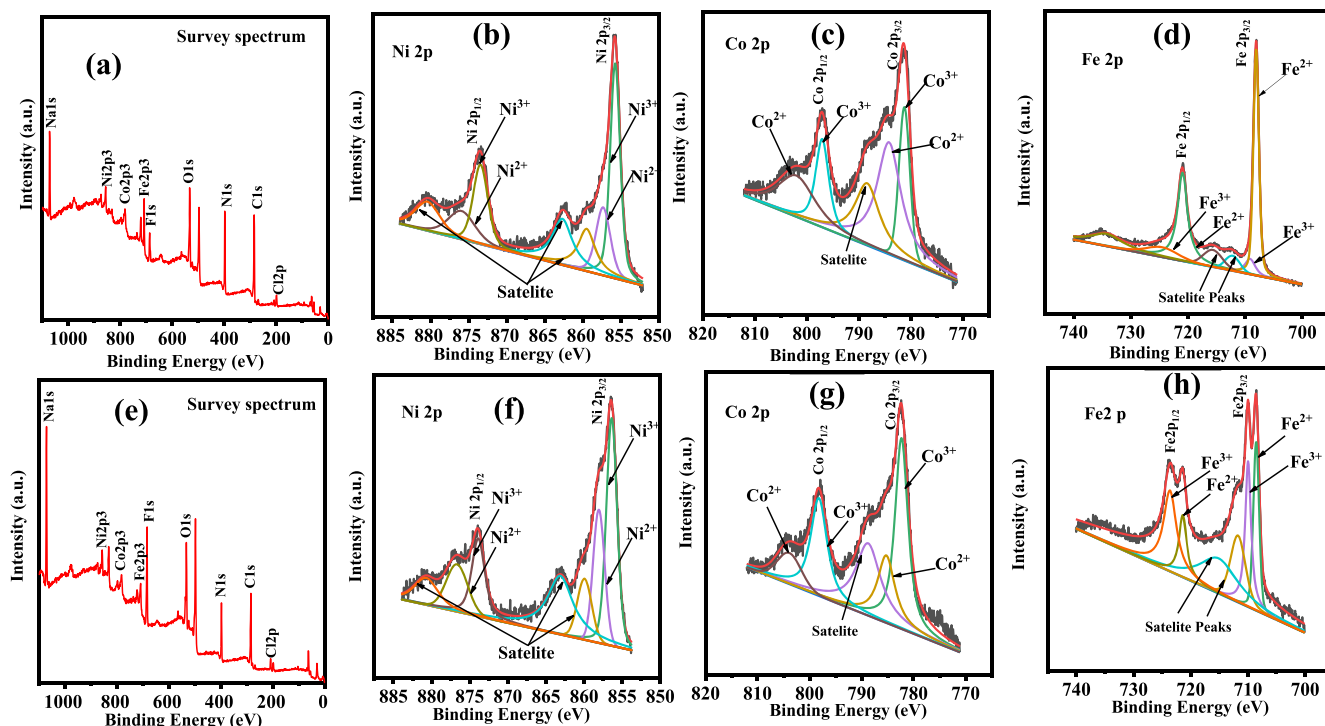 Survey spectrum
(a)
Intensity (a.u.)
Na1s
Ni2p3
Co2p3
Fe2p3
F1s
O1s
N1s
C1s
Cl2p
1000 800 600 400 200 0
Binding Energy (eV)
Ni 2p
(b)
Intensity (a.u.)
Ni 2p1/2
Ni3+
Ni2+
Ni 2p3/2
Ni3+
Ni2+
Satelite
885 880 875 870 865 860 855 850
Binding Energy (eV)
Co 2p
(c)
Intensity (a.u.)
Co2+
Co 2p1/2
Co3+
Co 2p3/2
Co3+
Co2+
Satelite
820 810 800 790 780 770
Binding Energy (eV)
Fe 2p
(d)
Intensity (a.u.)
Fe 2p1/2
Fe 2p3/2
Fe2+
Fe3+
Fe2+
Fe3+
Satelite Peaks
740 730 720 710 700
Binding Energy (eV)
Survey spectrum
(e)
Intensity (a.u.)
Na1s
Ni2p3
Co2p3
Fe2p3
F1s
O1s
N1s
C1s
Cl2p
1000 800 600 400 200 0
Binding Energy (eV)
Ni 2p
(f)
Intensity (a.u.)
Ni 2p1/2
Ni3+
Ni2+
Ni 2p3/2
Ni3+
Ni2+
Satelite
885 880 875 870 865 860 855 850
Binding Energy (eV)
Co 2p
(g)
Intensity (a.u.)
Co2+
Co 2p1/2
Co3+
Co 2p3/2
Co3+
Co2+
Satelite
820 810 800 790 780 770
Binding Energy (eV)
Fe2 p
(h)
Intensity (a.u.)
Fe2p1/2
Fe3+
Fe2+
Fe2p3/2
Fe2+
Fe3+
Satelite Peaks
740 730 720 710 700
Binding Energy (eV)